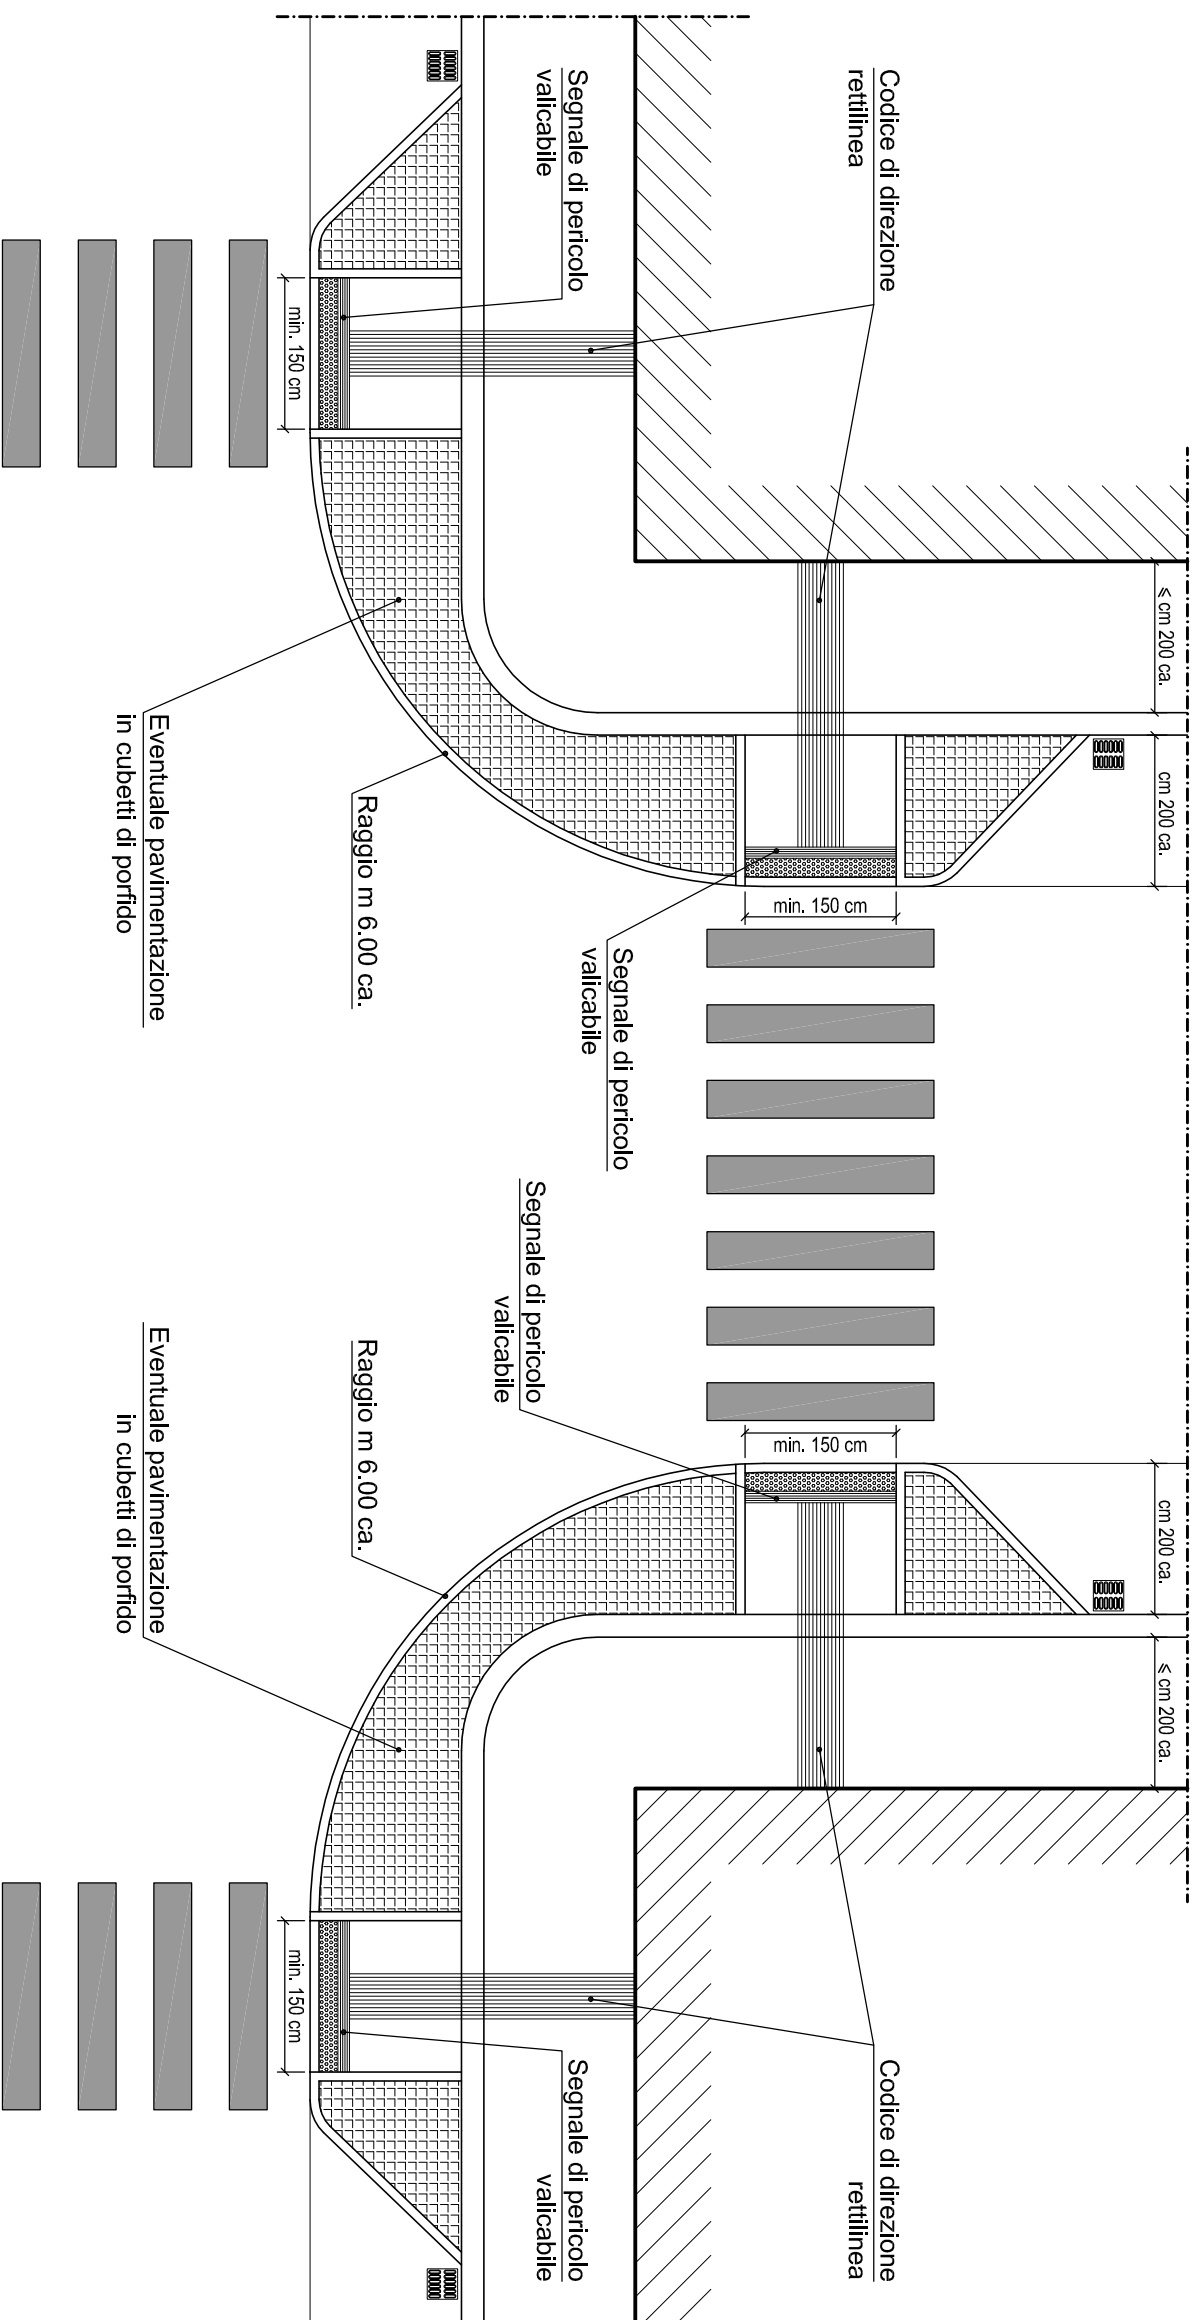 Codice di direzione
rettilinea
Segnale di pericolo
valicabile
min. 150 cm
≤ cm 200 ca.
cm 200 ca.
min. 150 cm
Segnale di pericolo
valicabile
Raggio m 6.00 ca.
Eventuale pavimentazione
in cubetti di porfido
Segnale di pericolo
valicabile
min. 150 cm
cm 200 ca.
≤ cm 200 ca.
Raggio m 6.00 ca.
Eventuale pavimentazione
in cubetti di porfido
Codice di direzione
rettilinea
Segnale di pericolo
valicabile
min. 150 cm